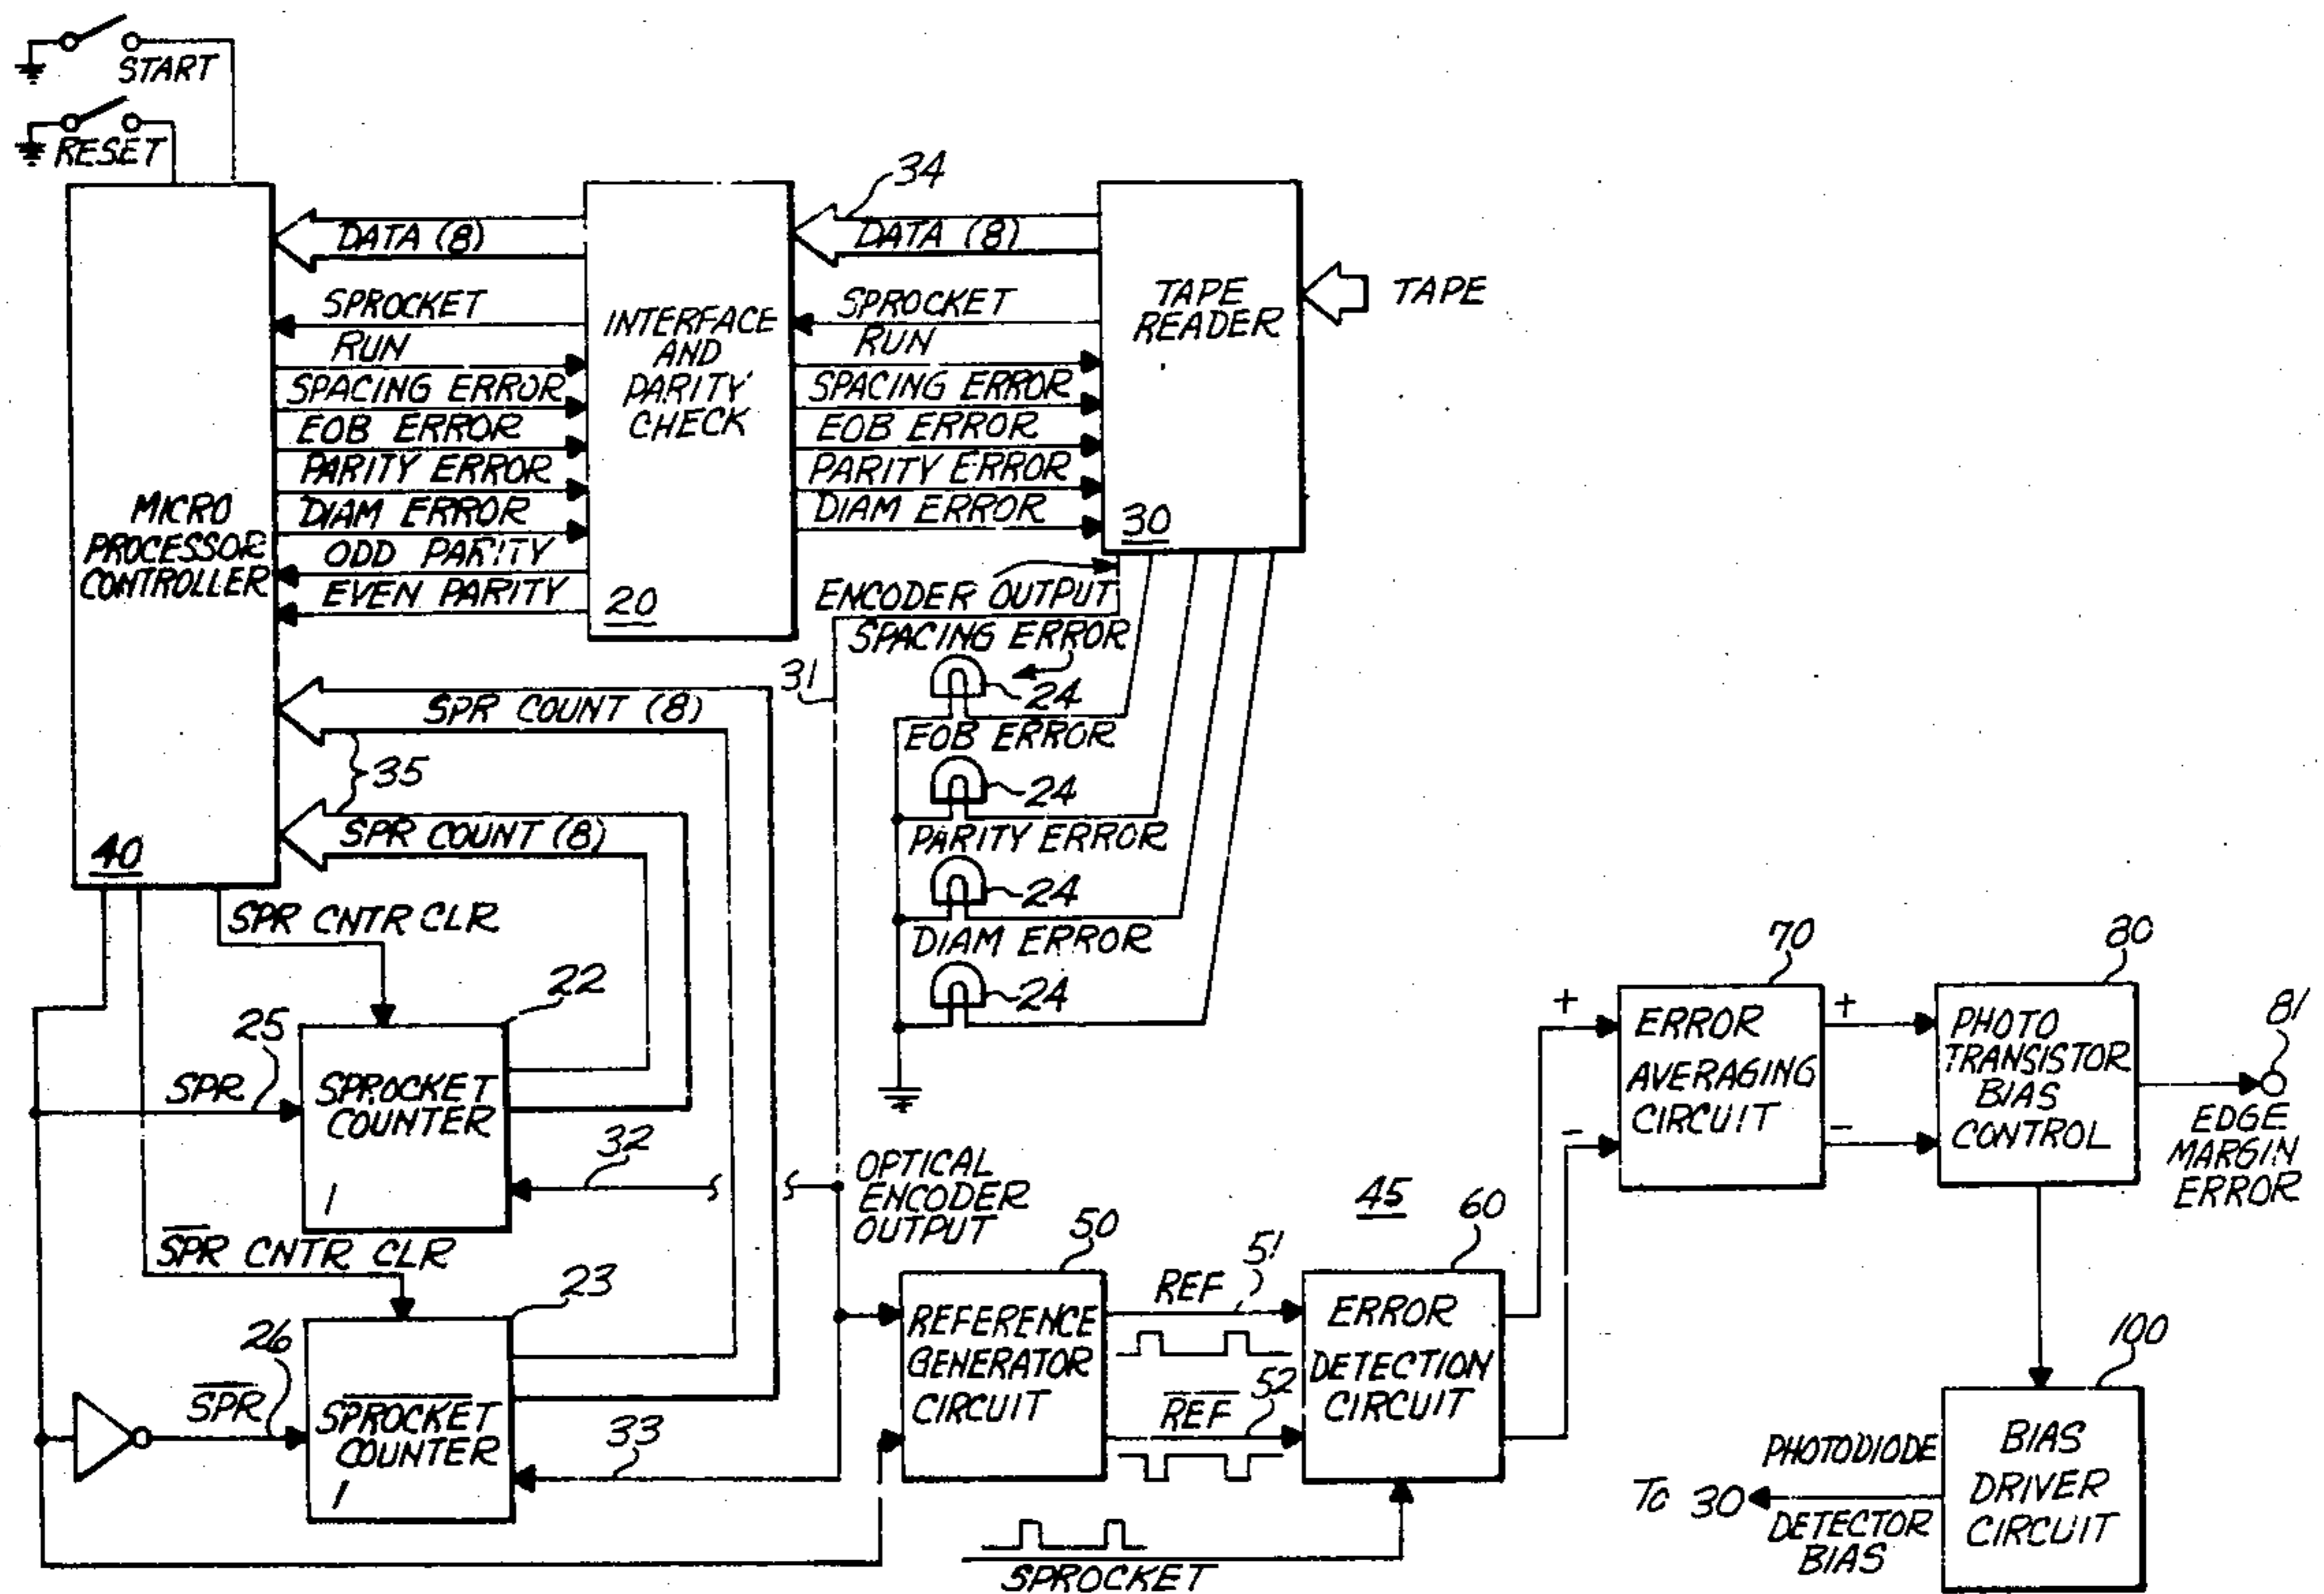 START
RESET
34
DATA (8)
DATA (8)
SPROCKET
SPROCKET
RUN
RUN
SPACING ERROR
SPACING ERROR
EOB ERROR
EOB ERROR
PARITY ERROR
PARITY ERROR
DIAM ERROR
DIAM ERROR
ODD PARITY
EVEN PARITY
MICRO
PROCESSOR
CONTROLLER
40
INTERFACE
AND
PARITY
CHECK
20
TAPE
READER
30
TAPE
ENCODER OUTPUT
31
SPACING ERROR
24
EOB ERROR
24
PARITY ERROR
24
DIAM ERROR
24
SPR COUNT (8)
35
SPR COUNT (8)
SPR CNTR CLR
22
25
SPR
SPROCKET
COUNTER
1
32
OPTICAL
ENCODER
OUTPUT
S̅P̅R̅ CNTR CLR
23
26
S̅P̅R̅
S̅P̅R̅O̅C̅K̅E̅T̅
COUNTER
1
33
50
REFERENCE
GENERATOR
CIRCUIT
REF
51
R̅E̅F̅
52
45
60
ERROR
DETECTION
CIRCUIT
SPROCKET
70
+
-
ERROR
AVERAGING
CIRCUIT
+
-
80
PHOTO
TRANSISTOR
BIAS
CONTROL
81
EDGE
MARGIN
ERROR
100
BIAS
DRIVER
CIRCUIT
PHOTODIODE
To 30
DETECTOR
BIAS